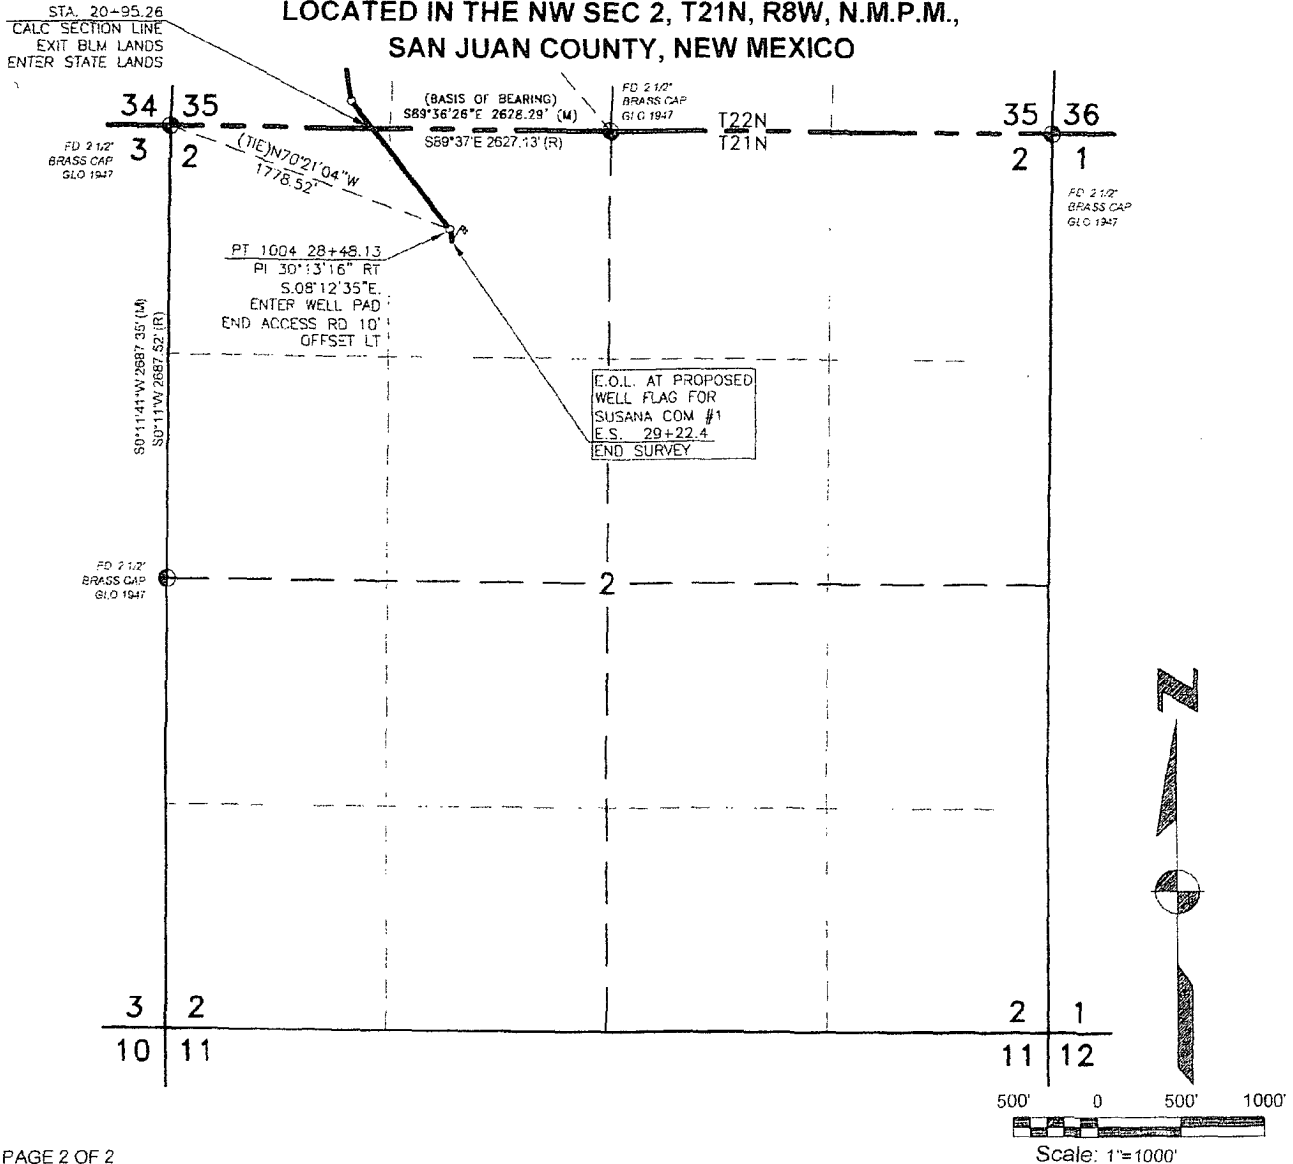 LOCATED IN THE NW SEC 2, T21N, R8W, N.M.P.M.,
SAN JUAN COUNTY, NEW MEXICO
STA. 20+95.26
CALC SECTION LINE
EXIT BLM LANDS
ENTER STATE LANDS
34 35
3 2
FD 2 1/2"
BRASS CAP
GLO 1947
(TIE)N70°21'04"W
1778.52'
(BASIS OF BEARING)
S89°36'26"E 2628.29' (M)
S89°37'E 2627.13' (R)
FD 2 1/2"
BRASS CAP
GLO 1947
T22N
T21N
35 36
2 1
FD 2 1/2"
BRASS CAP
GLO 1947
PT 1004 28+48.13
PI 30°13'16" RT
S.08°12'35"E.
ENTER WELL PAD
END ACCESS RD 10'
OFFSET LT
S0°11'41"W 2687.35' (M)
S0°11'W 2687.52' (R)
E.O.L. AT PROPOSED
WELL FLAG FOR
SUSANA COM #1
E.S. 29+22.4
END SURVEY
FD 2 1/2"
BRASS CAP
GLO 1947
2
N
3 2
10 11
2 1
11 12
500' 0 500' 1000'
Scale: 1"=1000'
PAGE 2 OF 2